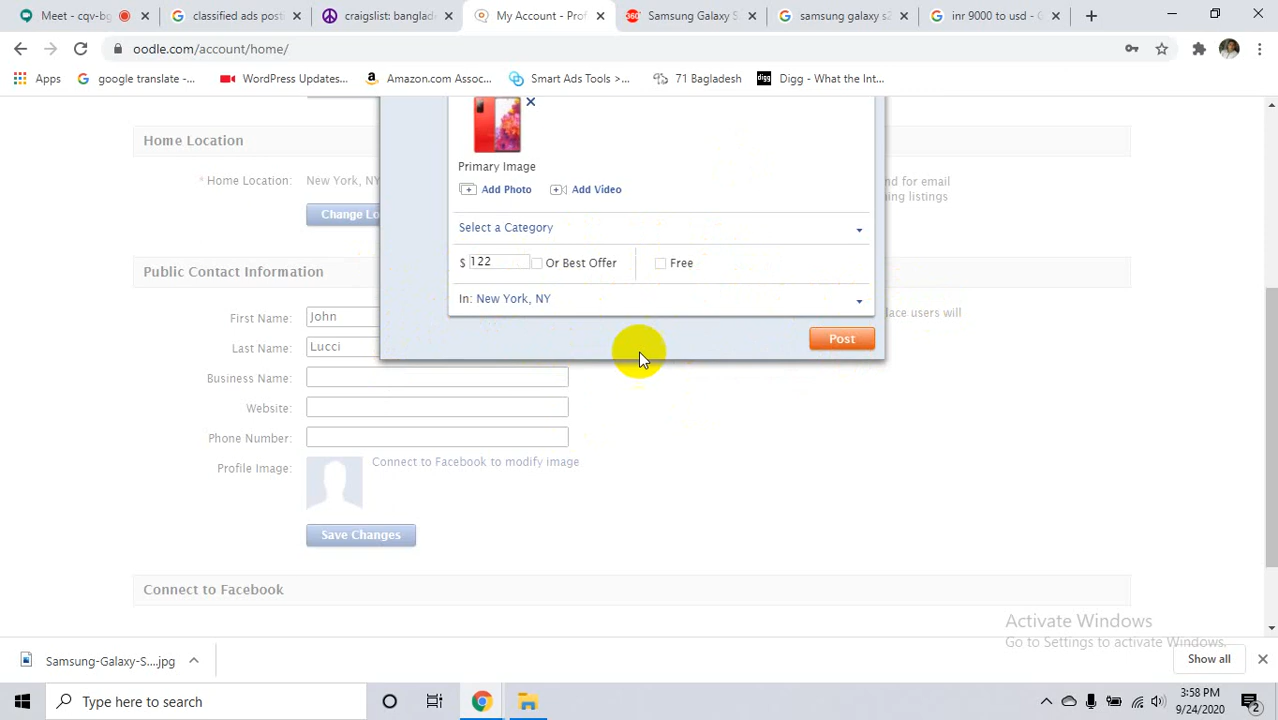 Meet - cqv-bg
classified ads posti
craigslist: banglade
My Account - Prof
Samsung Galaxy S
samsung galaxy s2
inr 9000 to usd - G
oodle.com/account/home/
Apps
google translate -...
WordPress Updates...
Amazon.com Assoc...
Smart Ads Tools >...
71 Bagladesh
Digg - What the Int...
Home Location
* Home Location:
New York, NY
Change Lo
nd for email
ning listings
Primary Image
Add Photo
Add Video
Select a Category
$ 122
Or Best Offer
Free
In: New York, NY
Post
Public Contact Information
First Name:
John
lace users will
Last Name:
Lucci
Business Name:
Website:
Phone Number:
Profile Image:
Connect to Facebook to modify image
Save Changes
Connect to Facebook
Activate Windows
Go to Settings to activate Windows.
Samsung-Galaxy-S....jpg
Show all
Type here to search
3:58 PM
9/24/2020
2